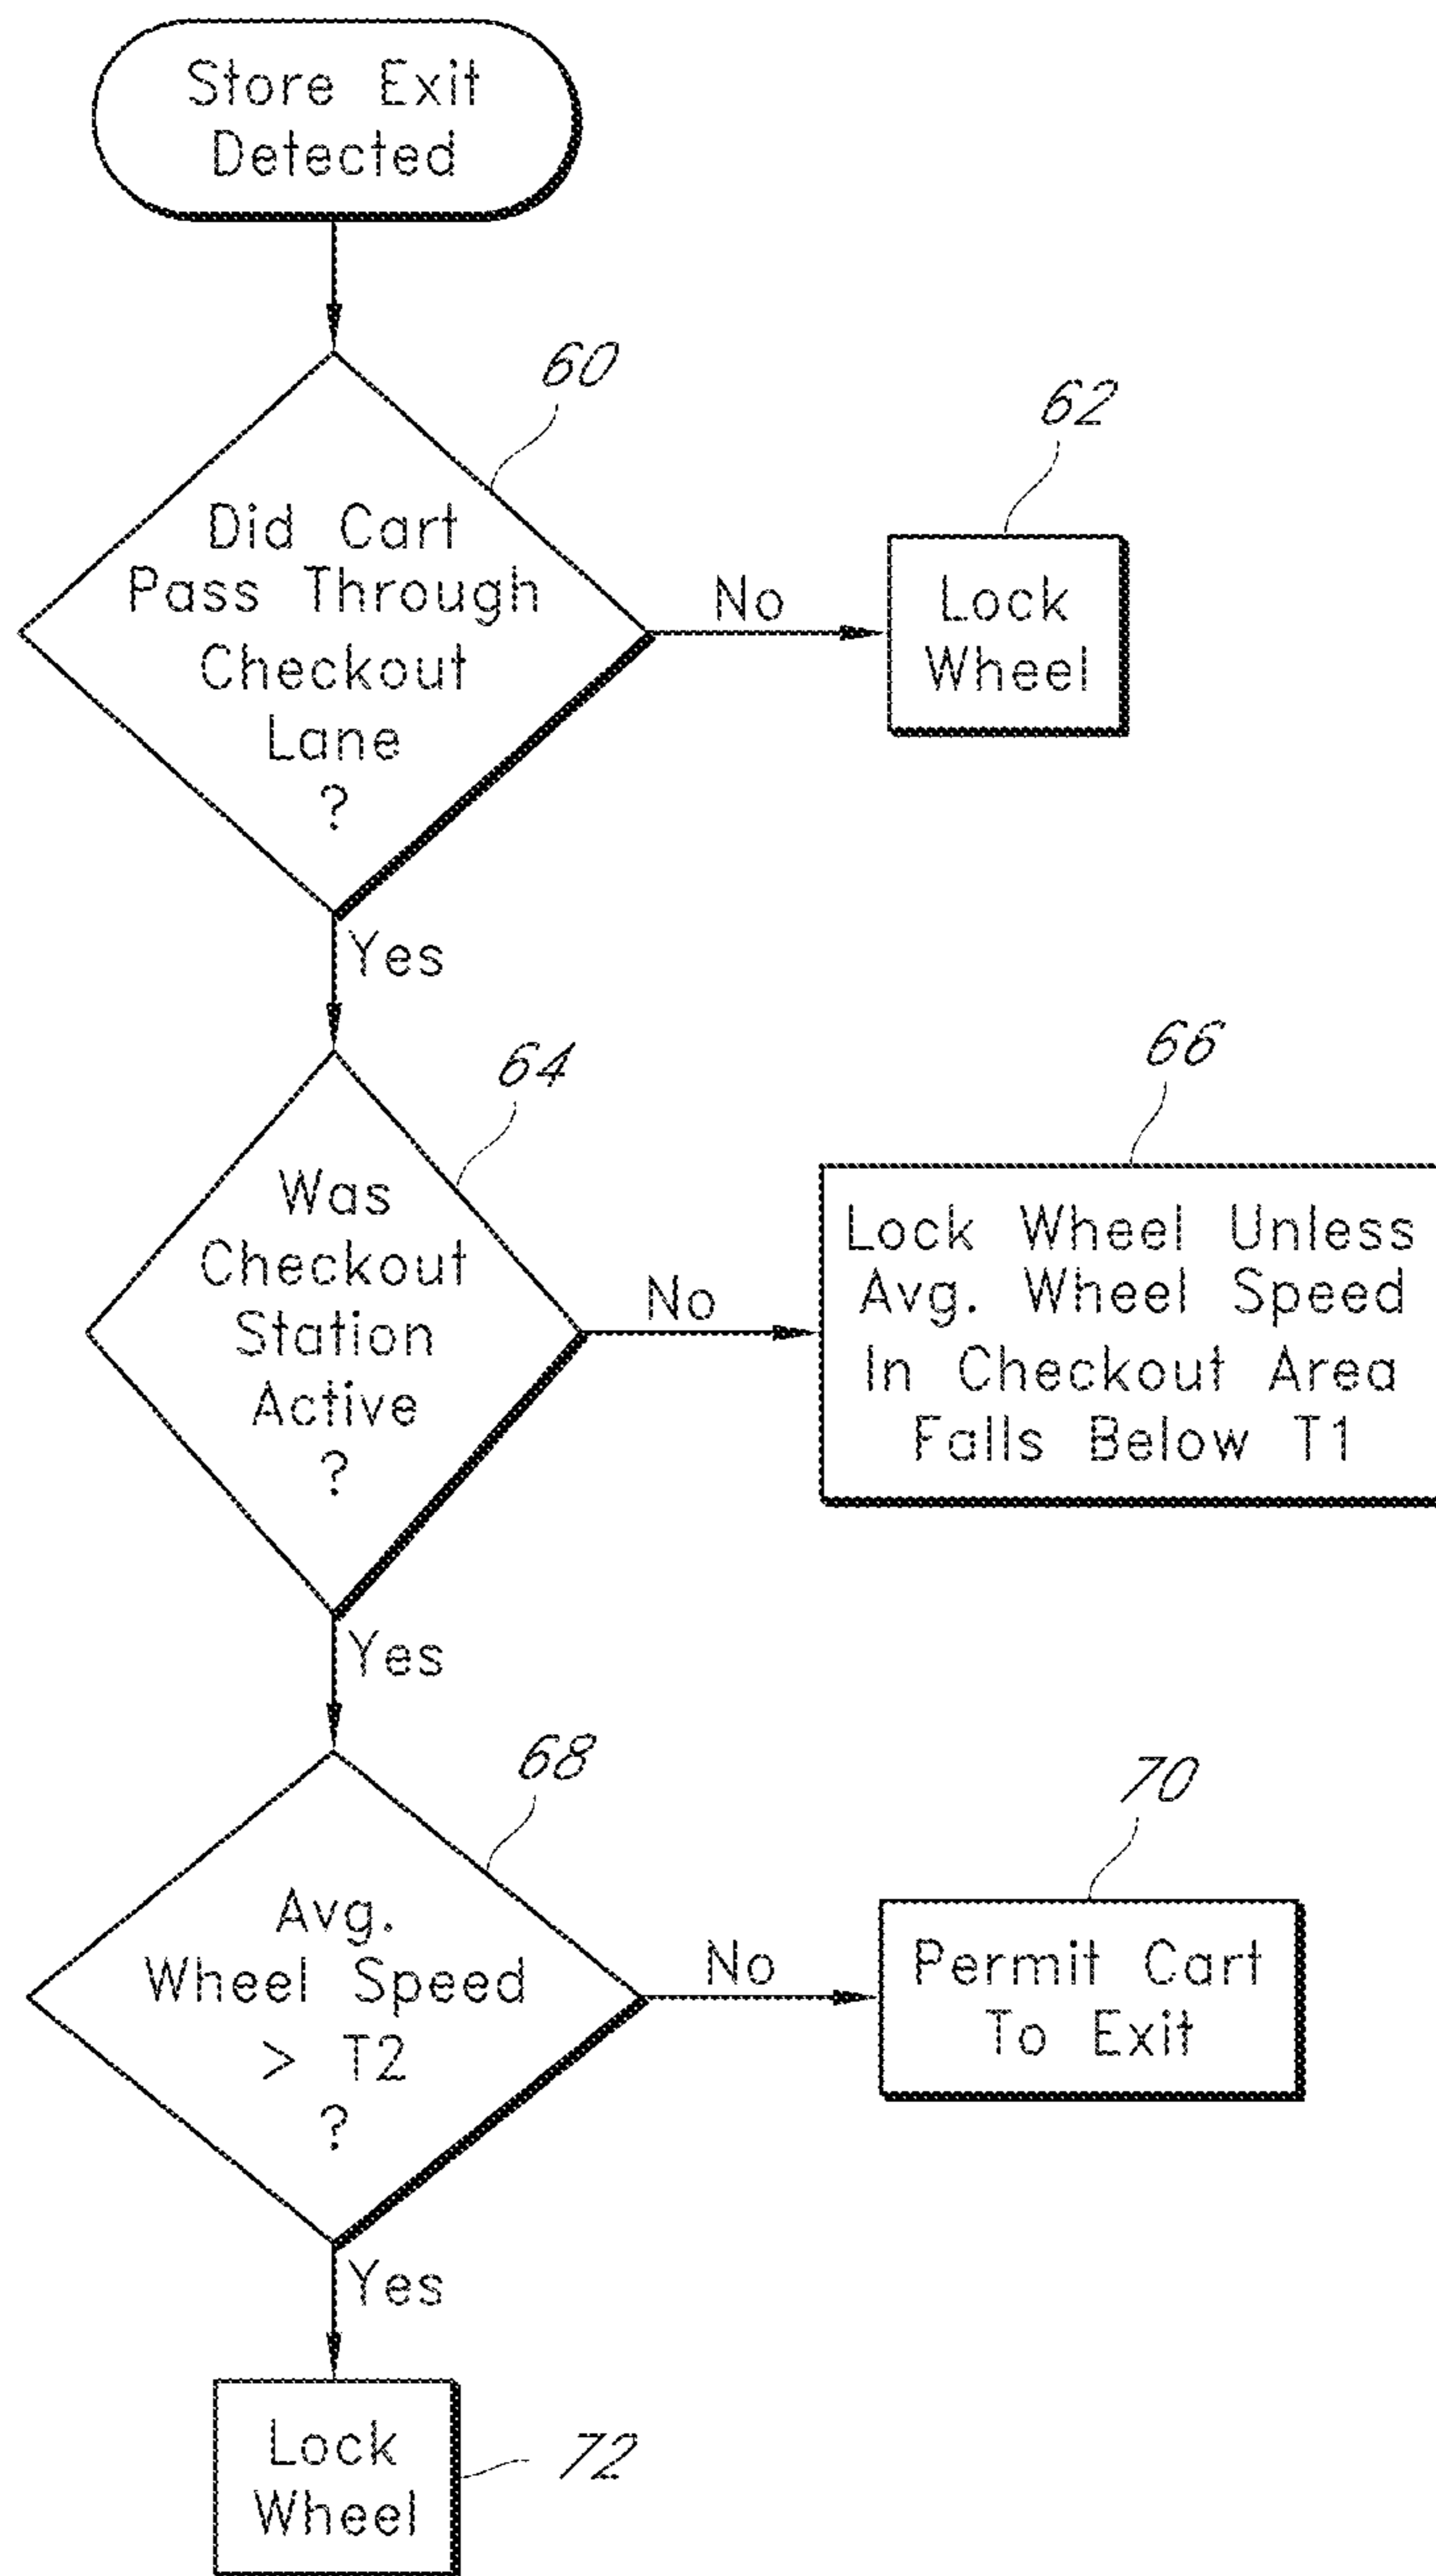 Store Exit
Detected
60
Did Cart
Pass Through
Checkout
Lane
?
No
62
Lock
Wheel
Yes
64
Was
Checkout
Station
Active
?
No
66
Lock Wheel Unless
Avg. Wheel Speed
In Checkout Area
Falls Below T1
Yes
68
Avg.
Wheel Speed
> T2
?
No
70
Permit Cart
To Exit
Yes
Lock
Wheel
72